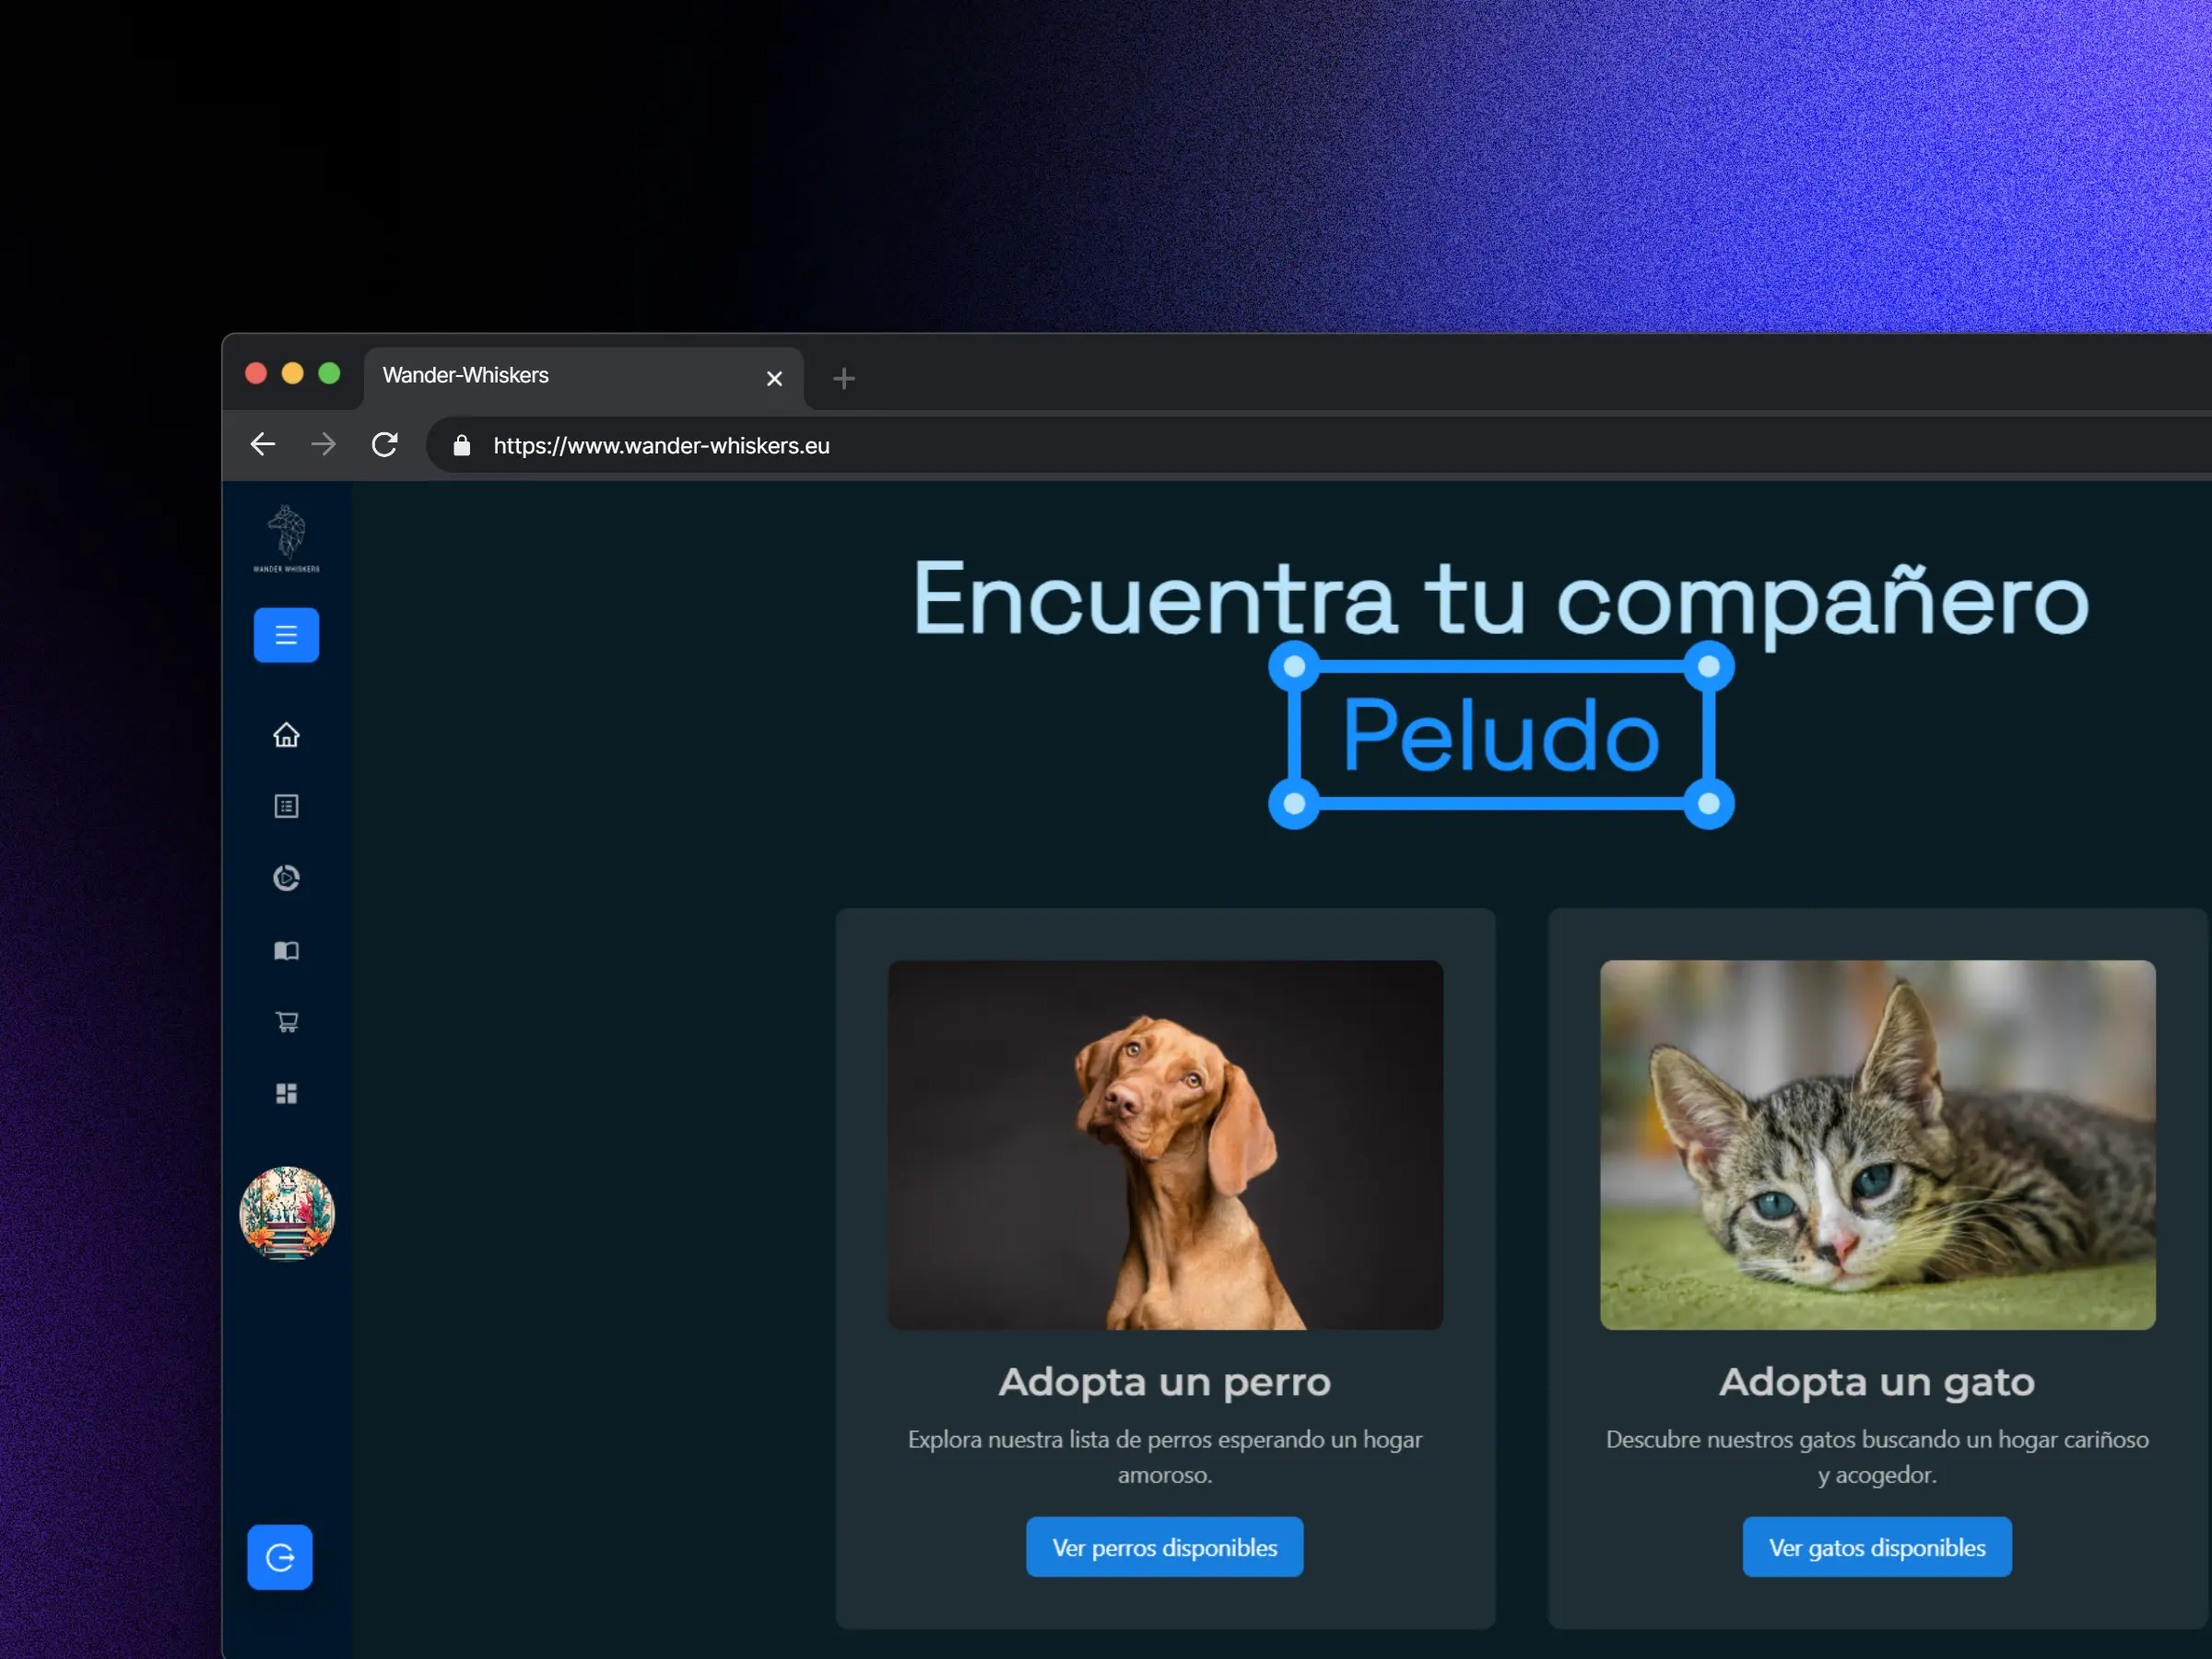 Wander-Whiskers
https://www.wander-whiskers.eu
WANDER WHISKERS
Encuentra tu compañero
Peludo
Adopta un perro
Explora nuestra lista de perros esperando un hogar
amoroso.
Ver perros disponibles
Adopta un gato
Descubre nuestros gatos buscando un hogar cariñoso
y acogedor.
Ver gatos disponibles